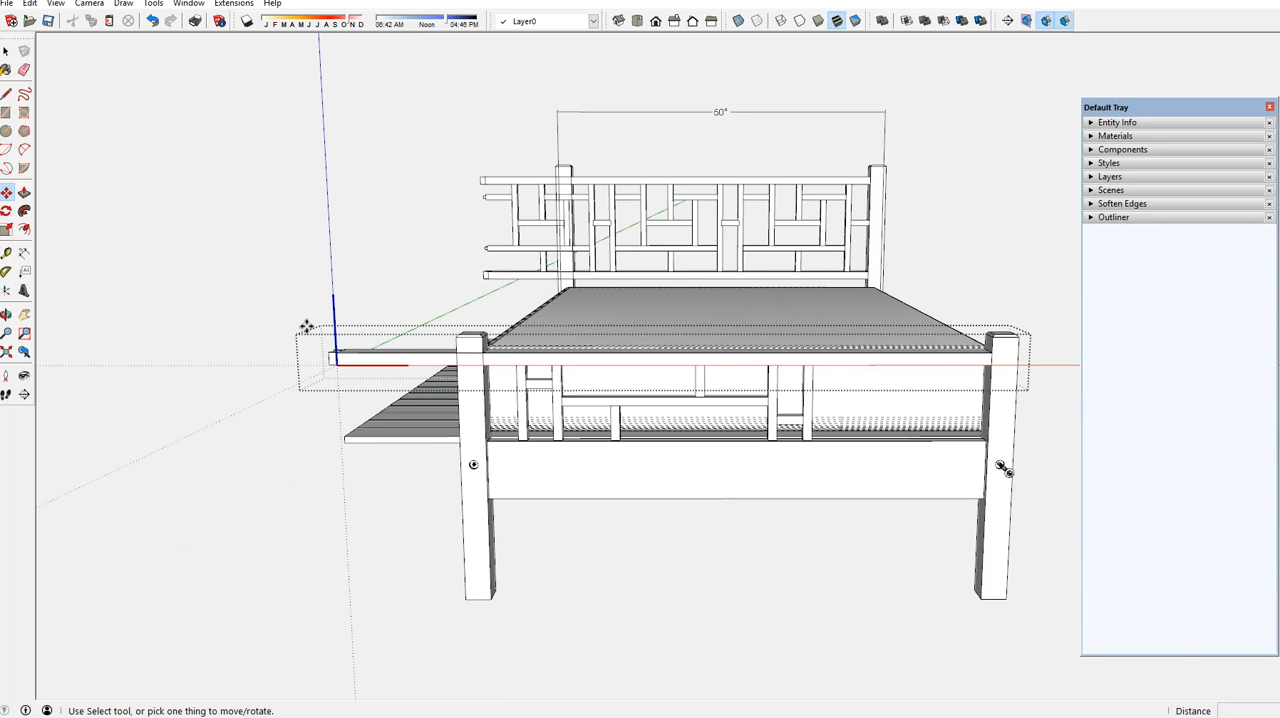 File Edit View Camera Draw Tools Window Extensions Help
J F M A M J J A S O N D 06:42 AM Noon 04:46 PM ✓ Layer0
60"
Default Tray
Entity Info
Materials
Components
Styles
Layers
Scenes
Soften Edges
Outliner
Use Select tool, or pick one thing to move/rotate. Distance